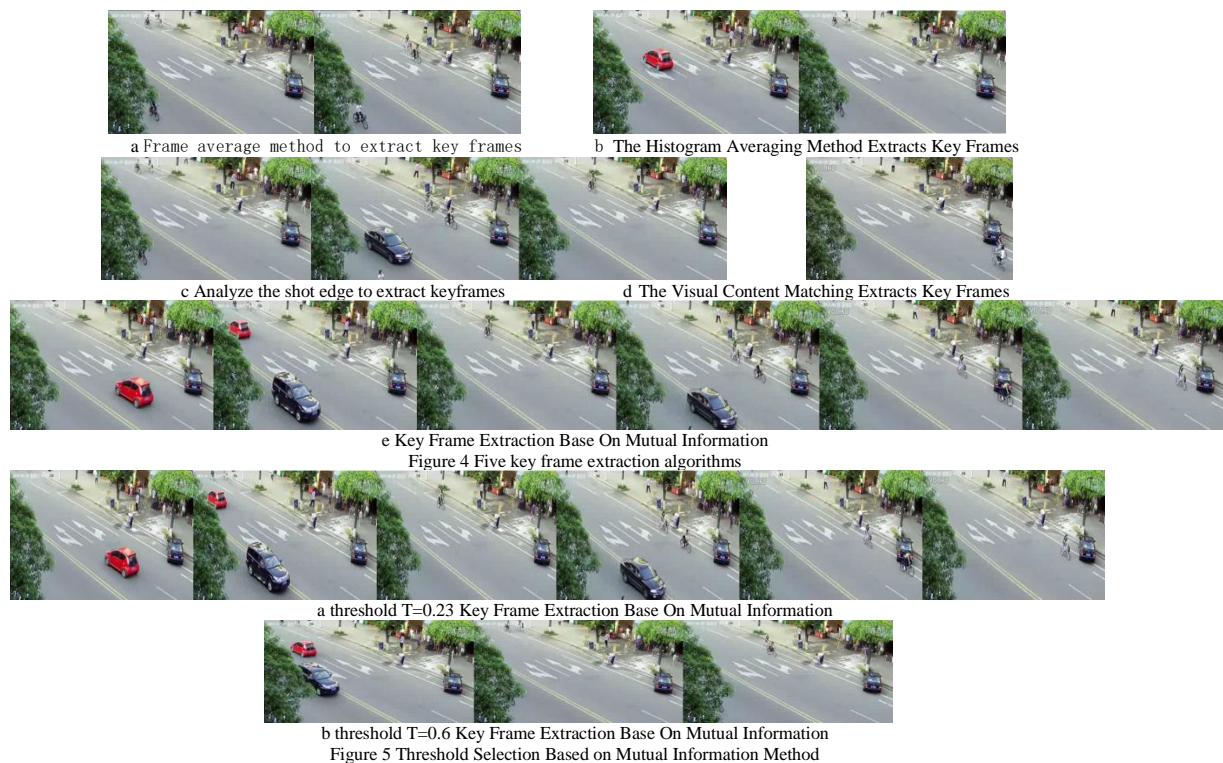 a Frame average method to extract key frames
b The Histogram Averaging Method Extracts Key Frames
c Analyze the shot edge to extract keyframes
d The Visual Content Matching Extracts Key Frames
e Key Frame Extraction Base On Mutual Information
Figure 4 Five key frame extraction algorithms
a threshold T=0.23 Key Frame Extraction Base On Mutual Information
b threshold T=0.6 Key Frame Extraction Base On Mutual Information
Figure 5 Threshold Selection Based on Mutual Information Method